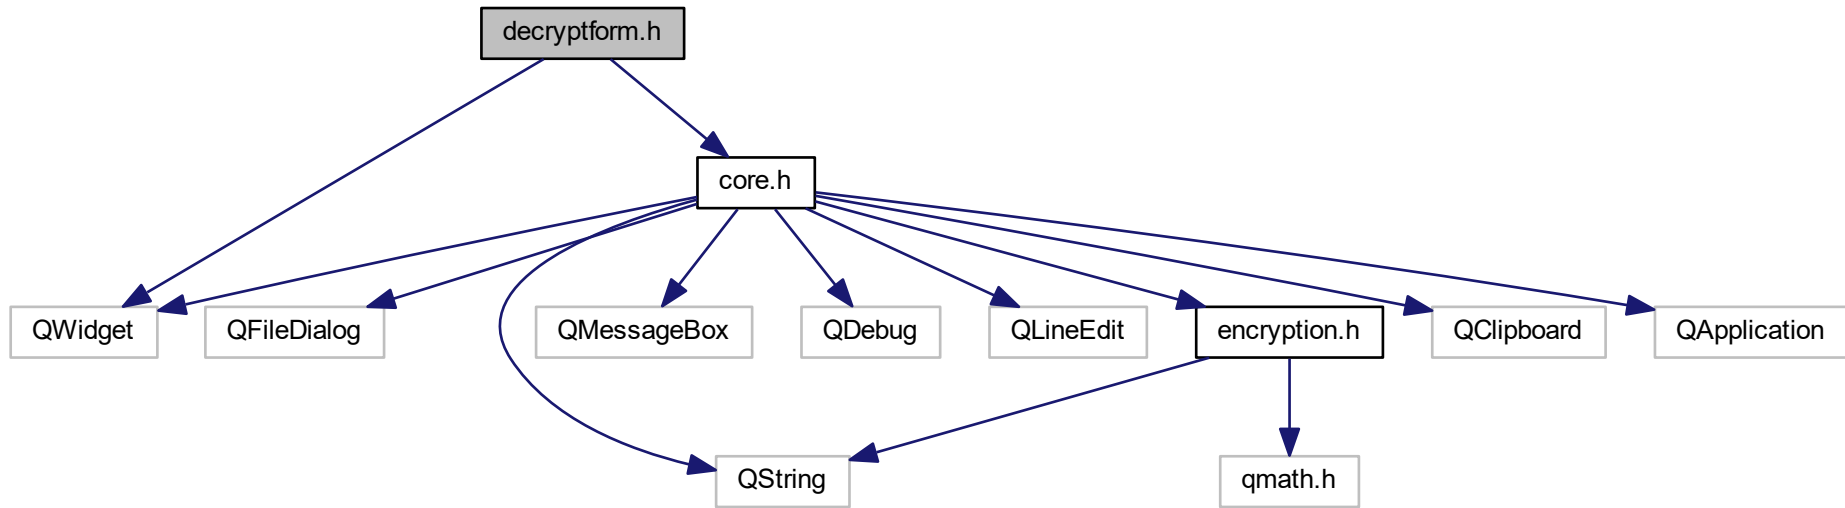 decryptform.h
core.h
QWidget
QFileDialog
QMessageBox
QDebug
QLineEdit
encryption.h
QClipboard
QApplication
QString
qmath.h